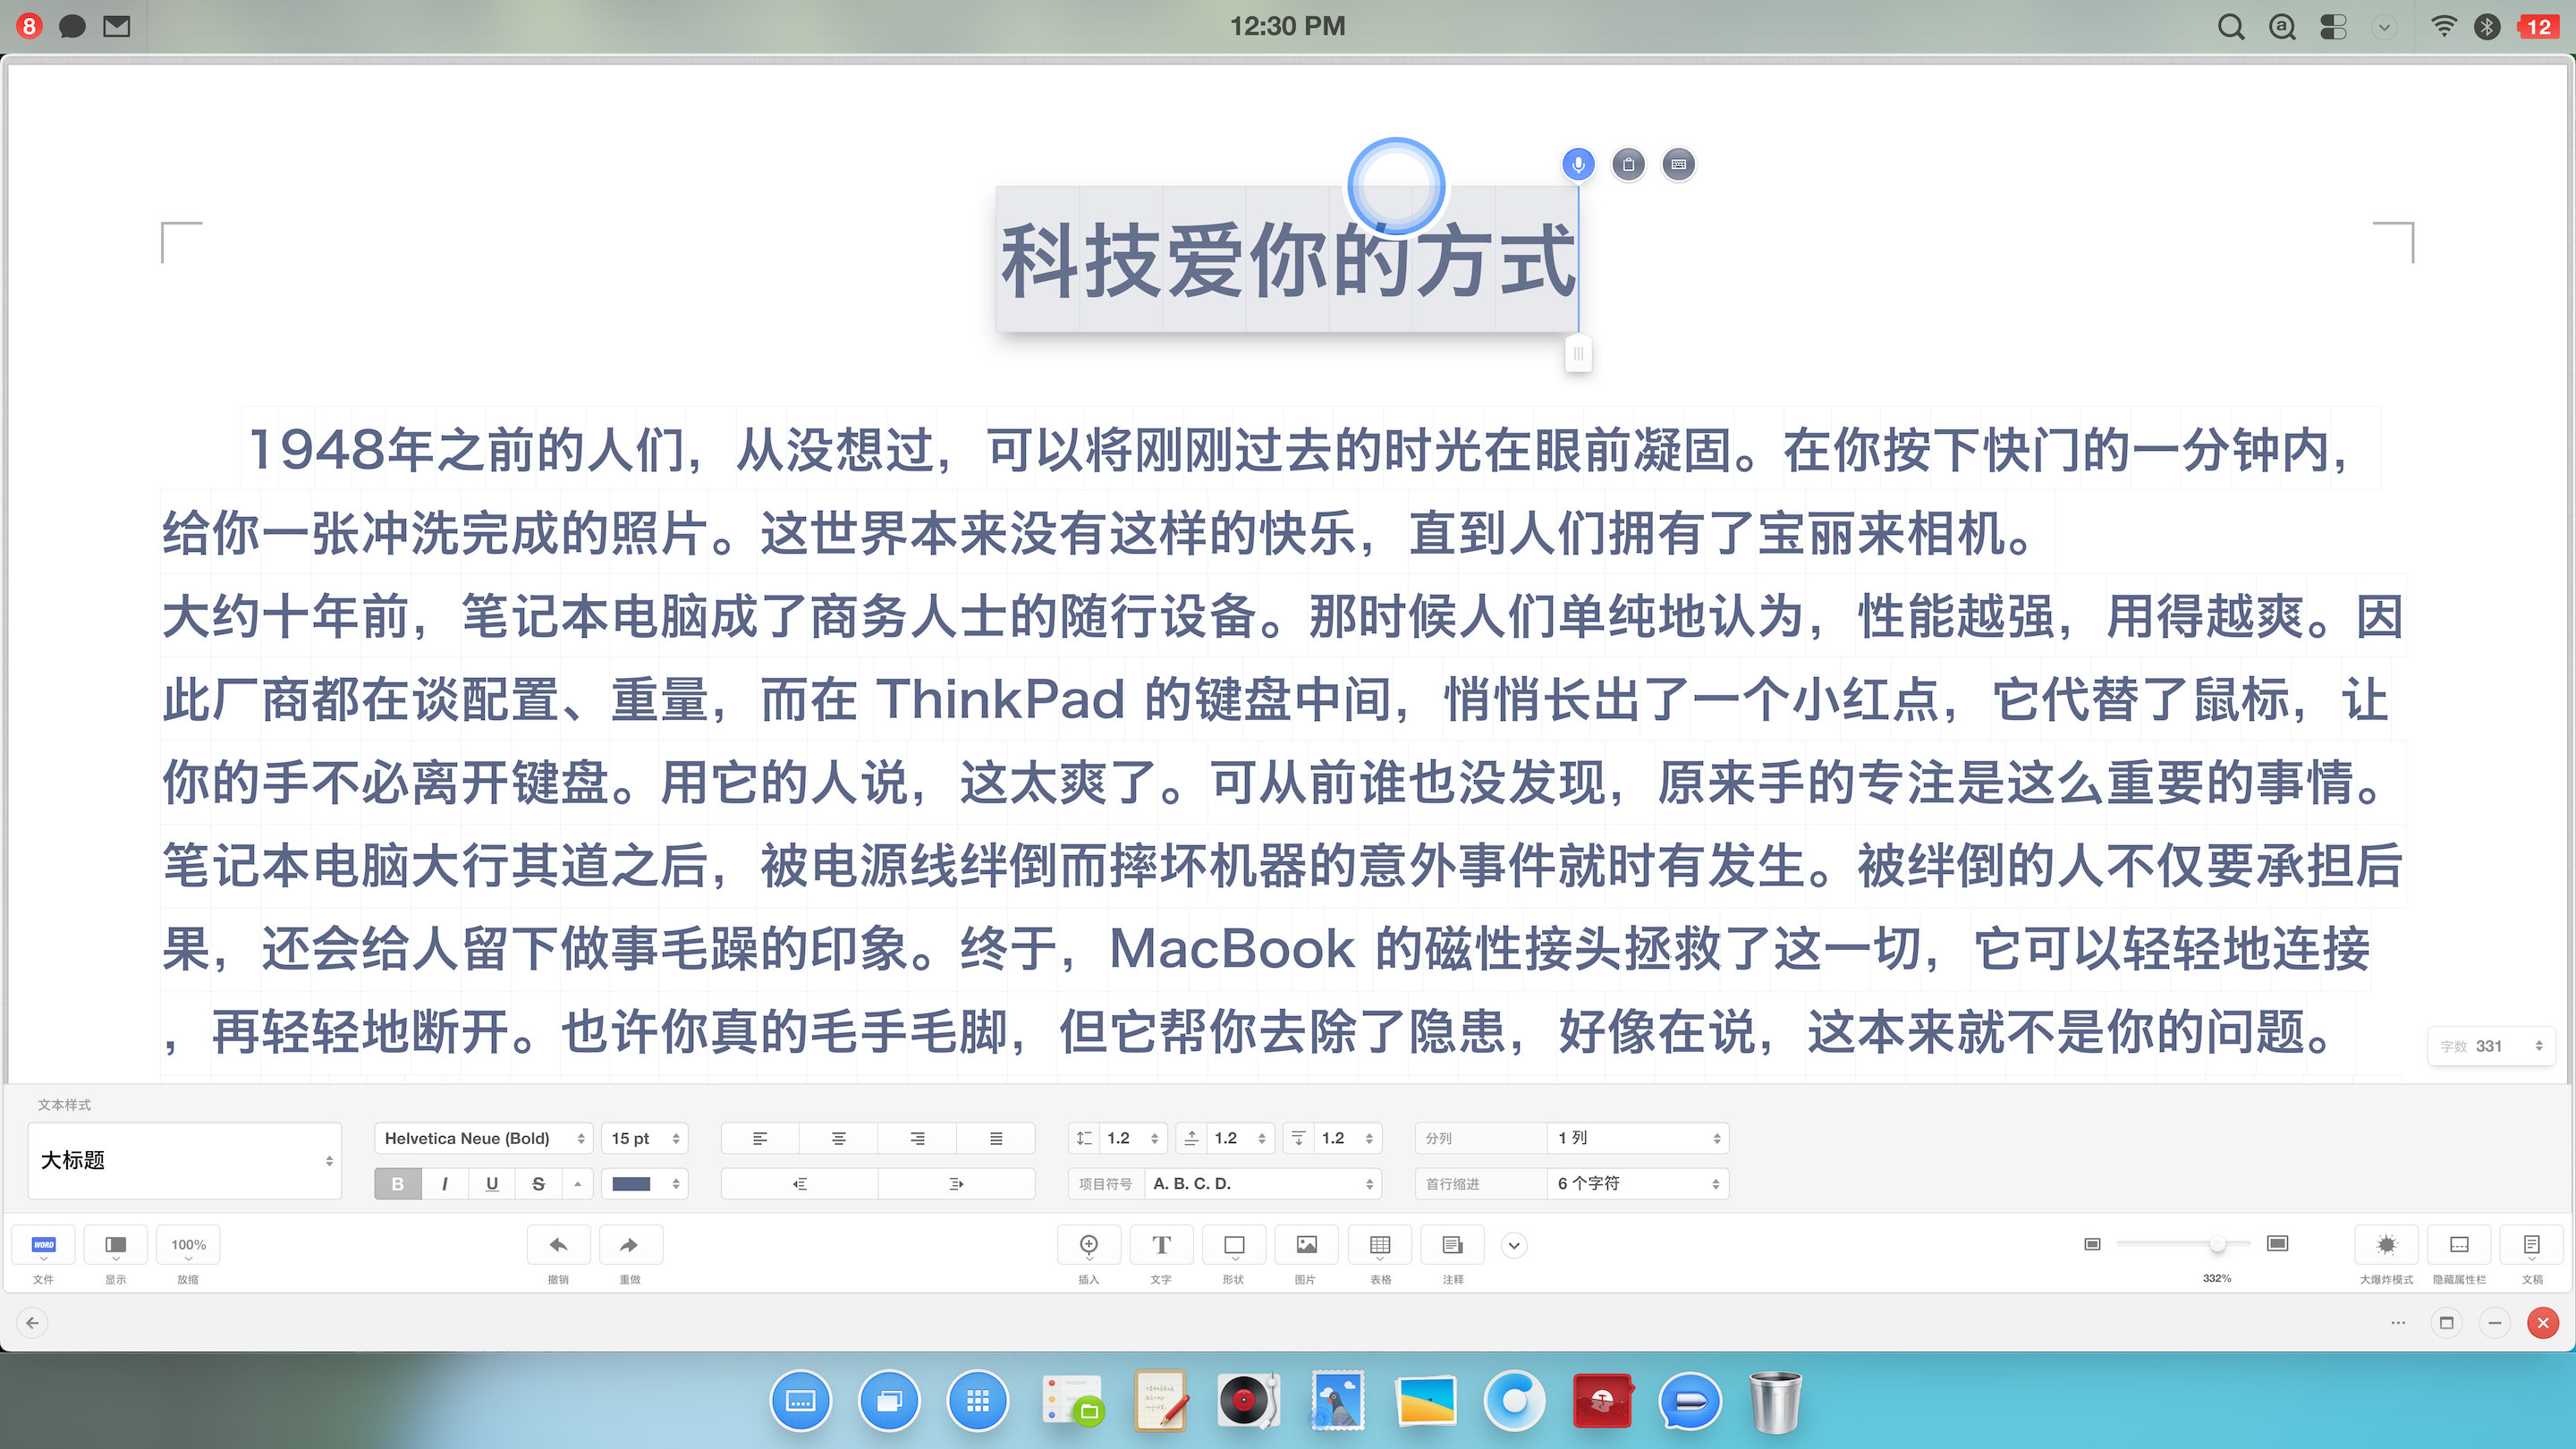 8
12:30 PM
12
科技爱你的方式
1948年之前的人们，从没想过，可以将刚刚过去的时光在眼前凝固。在你按下快门的一分钟内，
给你一张冲洗完成的照片。这世界本来没有这样的快乐，直到人们拥有了宝丽来相机。
大约十年前，笔记本电脑成了商务人士的随行设备。那时候人们单纯地认为，性能越强，用得越爽。因
此厂商都在谈配置、重量，而在 ThinkPad 的键盘中间，悄悄长出了一个小红点，它代替了鼠标，让
你的手不必离开键盘。用它的人说，这太爽了。可从前谁也没发现，原来手的专注是这么重要的事情。
笔记本电脑大行其道之后，被电源线绊倒而摔坏机器的意外事件就时有发生。被绊倒的人不仅要承担后
果，还会给人留下做事毛躁的印象。终于，MacBook 的磁性接头拯救了这一切，它可以轻轻地连接
，再轻轻地断开。也许你真的毛手毛脚，但它帮你去除了隐患，好像在说，这本来就不是你的问题。
字数 331
文本样式
大标题
Helvetica Neue (Bold) 15 pt
1.2 1.2 1.2
分列 1 列
B I U S
项目符号 A. B. C. D.
首行缩进 6 个字符
WORD 100% T
文件 显示 放缩 撤销 重做 插入 文字 形状 图片 表格 注释 332% 大爆炸模式 隐藏属性栏 文稿